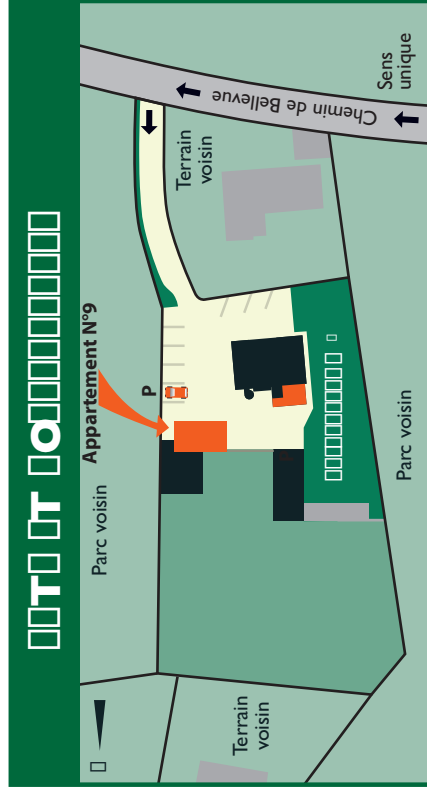 Appartement N°9
Parc voisin
P
Terrain
voisin
Chemin de Bellevue
Sens
unique
Parc voisin
Terrain
voisin